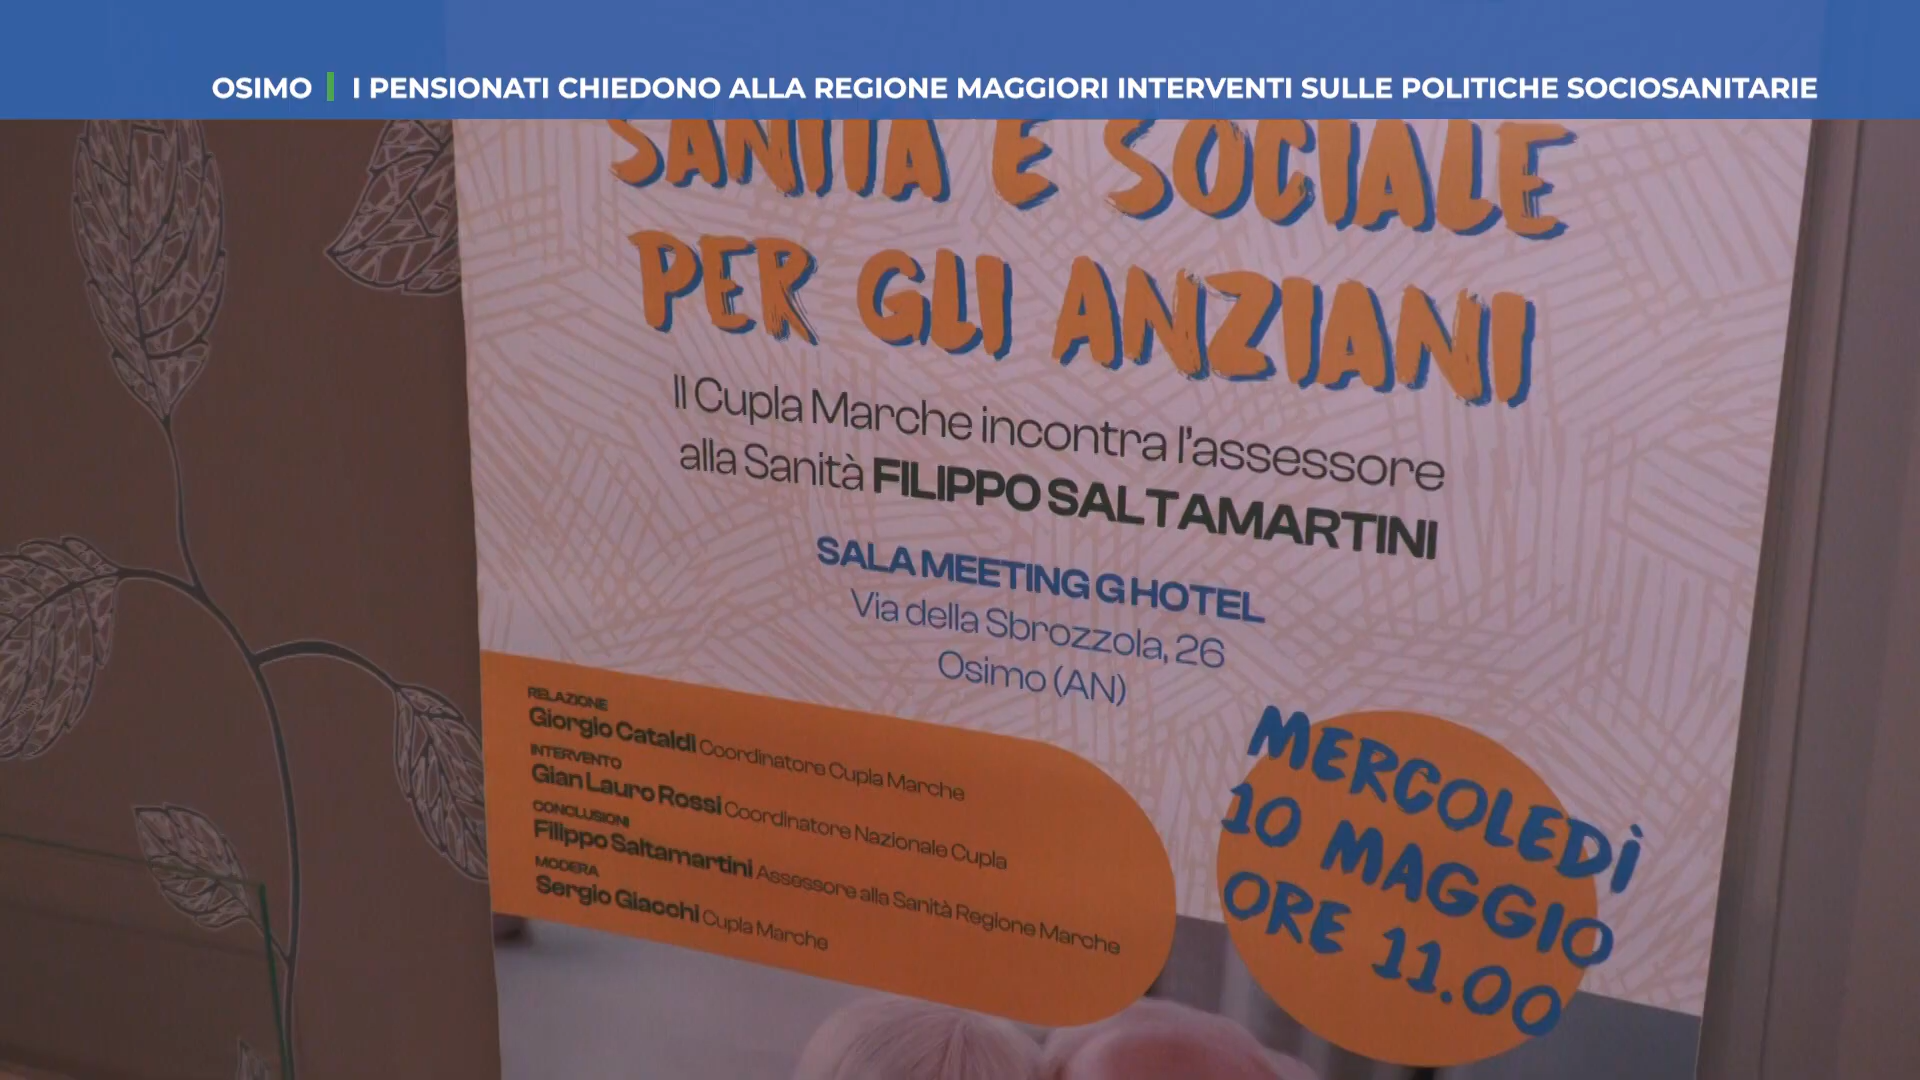 OSIMO | I PENSIONATI CHIEDONO ALLA REGIONE MAGGIORI INTERVENTI SULLE POLITICHE SOCIOSANITARIE
SANITÀ E SOCIALE
PER GLI ANZIANI
Il Cupla Marche incontra l'assessore
alla Sanità FILIPPO SALTAMARTINI
SALA MEETING G HOTEL
Via della Sbrozzola, 26
Osimo (AN)
RELAZIONE
Giorgio Cataldi Coordinatore Cupla Marche
INTERVENTO
Gian Lauro Rossi Coordinatore Nazionale Cupla
CONCLUSIONI
Filippo Saltamartini Assessore alla Sanità Regione Marche
MODERA
Sergio Giacchi Cupla Marche
MERCOLEDÌ
10 MAGGIO
ORE 11.00